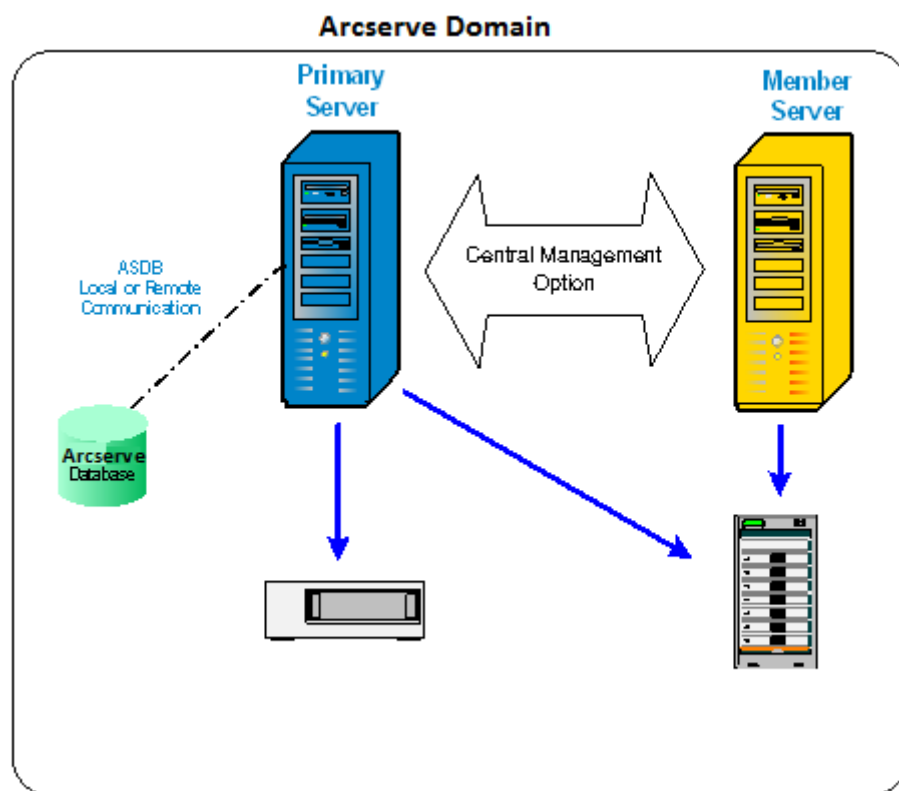 Arcserve Domain
Primary
Server
Member
Server
Central Management
Option
ASDB
Local or Remote
Communication
Arcserve
Database